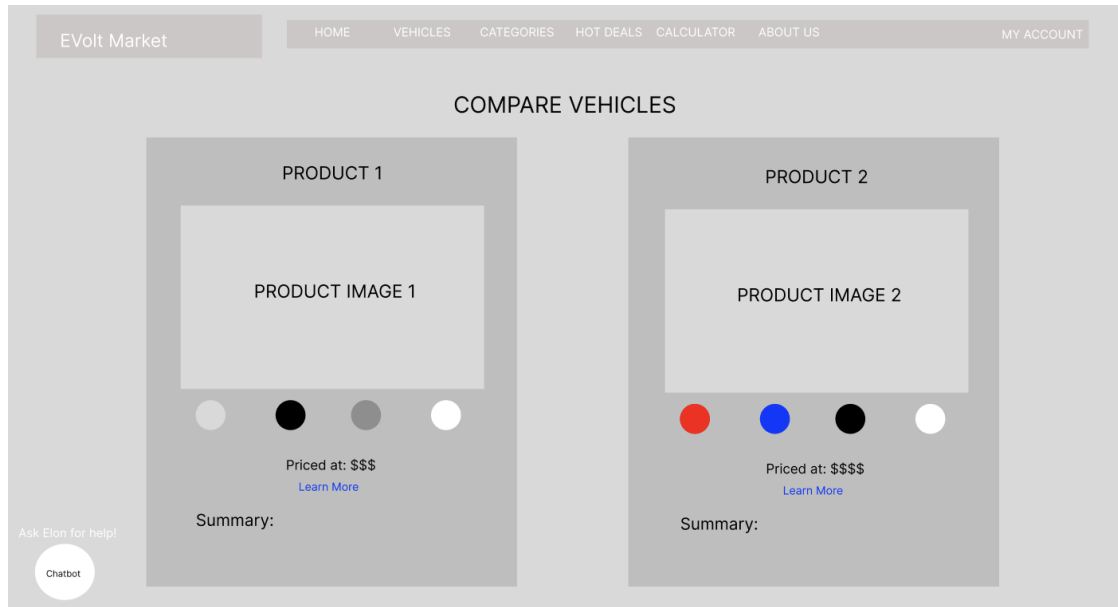 EVolt Market
HOME VEHICLES CATEGORIES HOT DEALS CALCULATOR ABOUT US MY ACCOUNT
COMPARE VEHICLES
PRODUCT 1
PRODUCT IMAGE 1
Priced at: $$$
Learn More
Summary:
PRODUCT 2
PRODUCT IMAGE 2
Priced at: $$$$
Learn More
Summary:
Ask Elon for help!
Chatbot